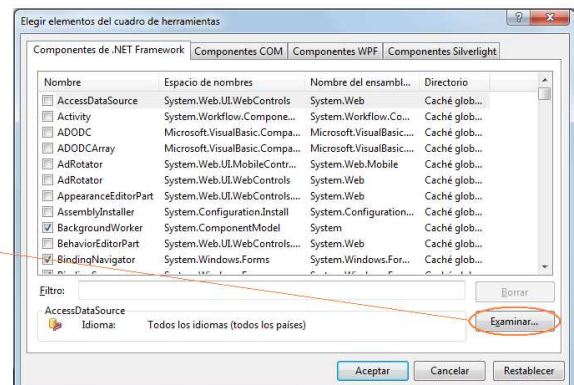 Elegir elementos del cuadro de herramientas
Componentes de .NET Framework Componentes COM Componentes WPF Componentes Silverlight
Nombre Espacio de nombres Nombre del ensambl... Directorio
AccessDataSource System.Web.UI.WebControls System.Web Caché glob...
Activity System.Workflow.Compone... System.Workflow.Co... Caché glob...
ADODC Microsoft.VisualBasic.Compa... Microsoft.VisualBasic.... Caché glob...
ADODCArray Microsoft.VisualBasic.Compa... Microsoft.VisualBasic.... Caché glob...
AdRotator System.Web.UI.MobileContr... System.Web.Mobile Caché glob...
AdRotator System.Web.UI.WebControls System.Web Caché glob...
AppearanceEditorPart System.Web.UI.WebControls.... System.Web Caché glob...
AssemblyInstaller System.Configuration.Install System.Configuration... Caché glob...
BackgroundWorker System.ComponentModel System Caché glob...
BehaviorEditorPart System.Web.UI.WebControls.... System.Web Caché glob...
BindingNavigator System.Windows.Forms System.Windows.For... Caché glob...
Filtro: Borrar
AccessDataSource
Idioma: Todos los idiomas (todos los países) Examinar...
Aceptar Cancelar Restablecer